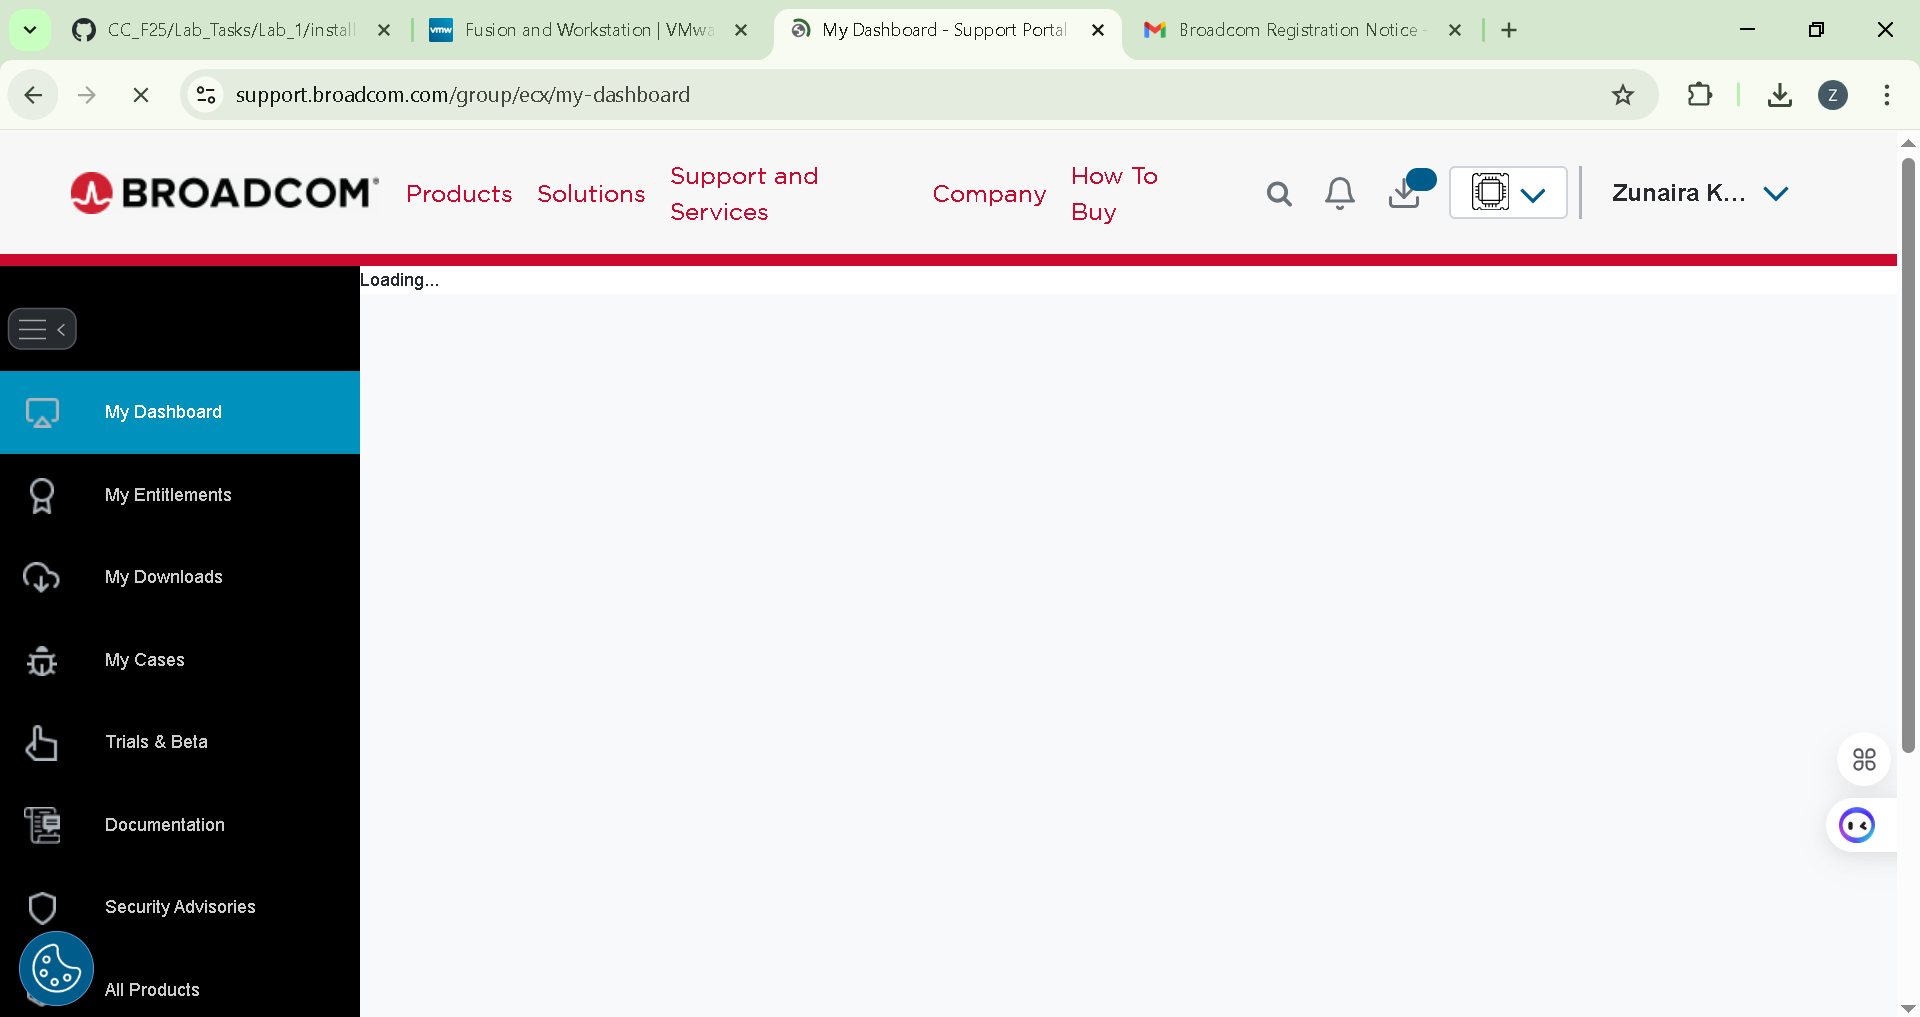 CC_F25/Lab_Tasks/Lab_1/install
vmw
Fusion and Workstation | VMwa
My Dashboard - Support Portal
Broadcom Registration Notice -
support.broadcom.com/group/ecx/my-dashboard
Z
BROADCOM®
Products
Solutions
Support and
Services
Company
How To
Buy
Zunaira K...
Loading...
My Dashboard
My Entitlements
My Downloads
My Cases
Trials & Beta
Documentation
Security Advisories
All Products